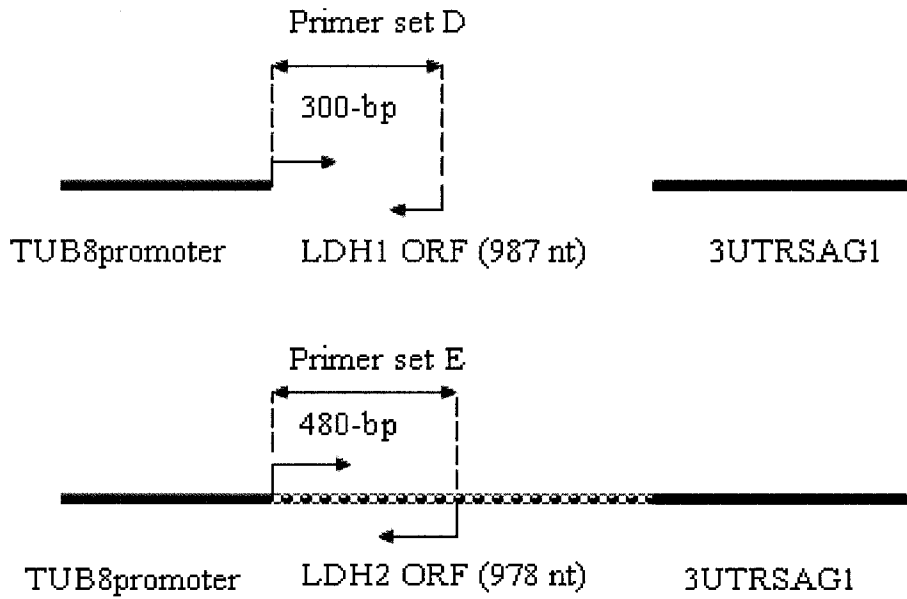 Primer set D
300-bp
TUB8promoter LDH1 ORF (987 nt) 3UTRSAG1
Primer set E
480-bp
TUB8promoter LDH2 ORF (978 nt) 3UTRSAG1